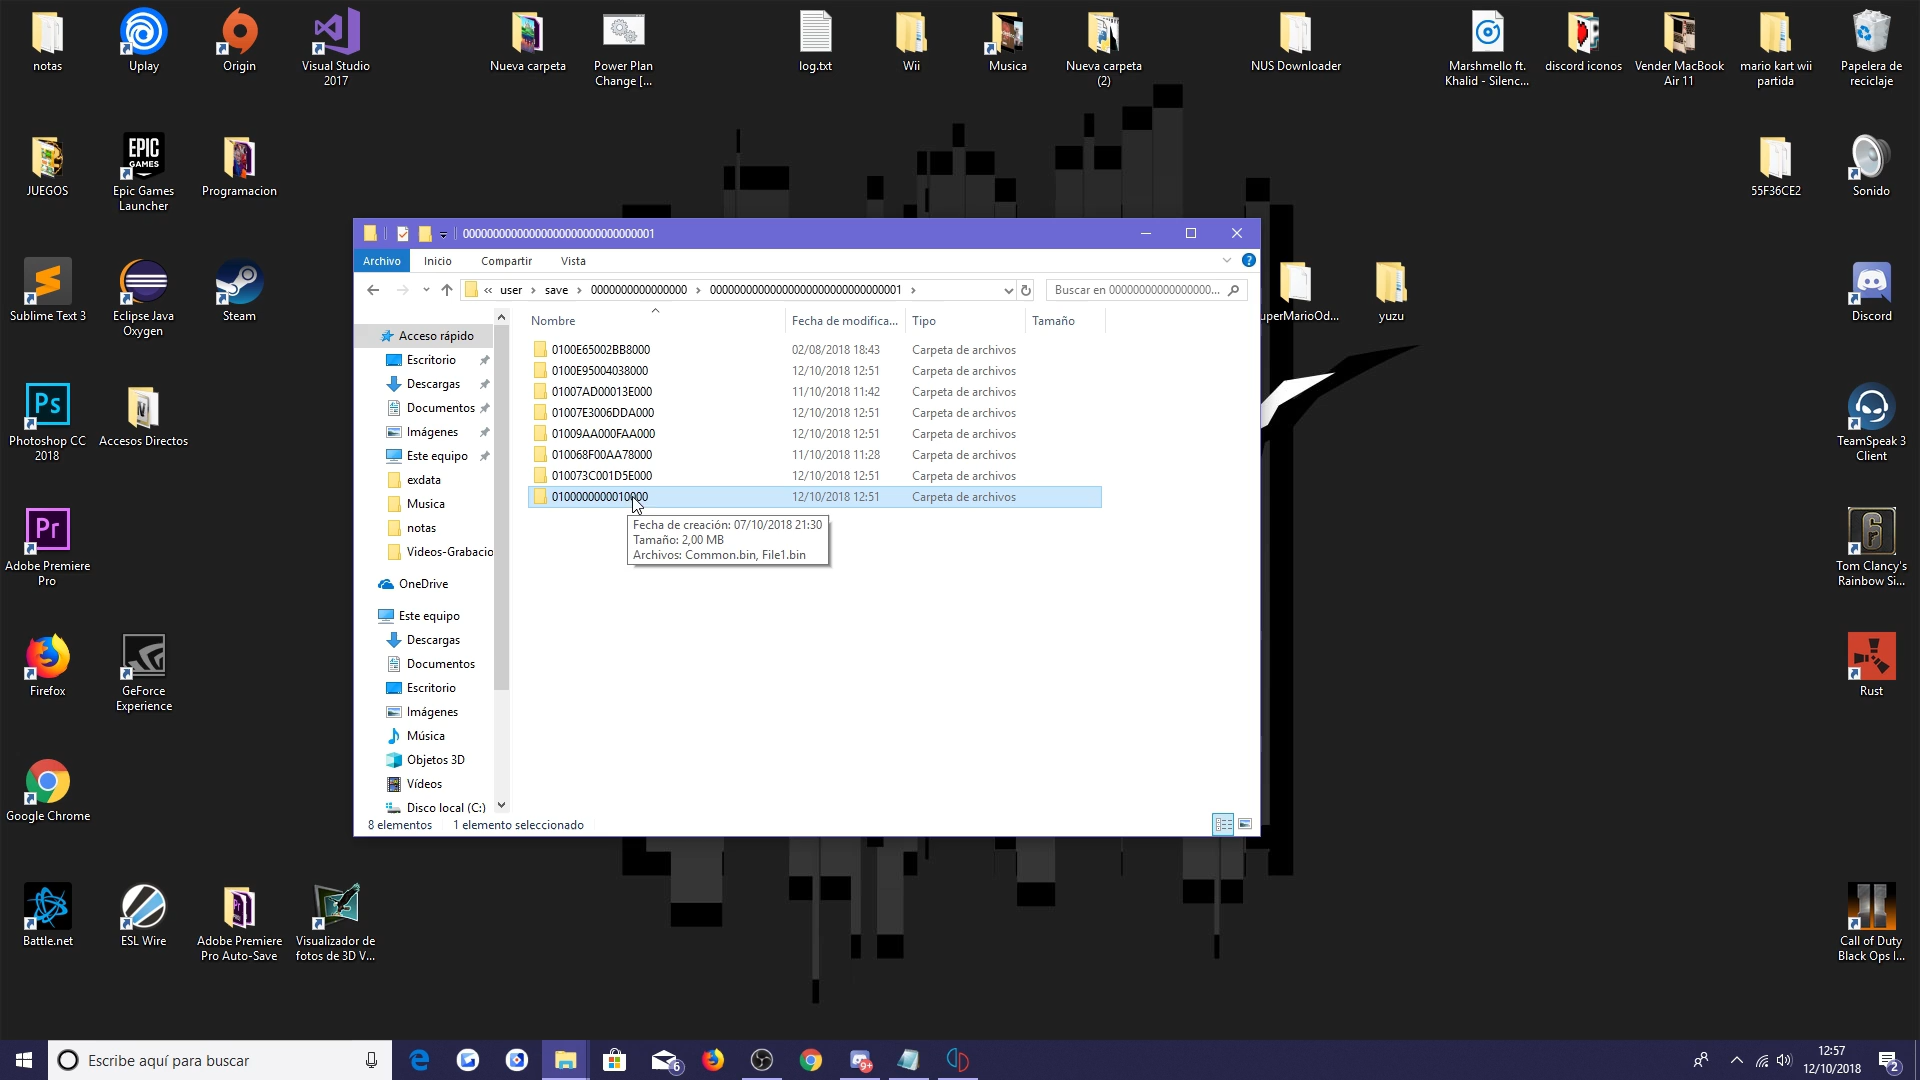 notas
Uplay
Origin
Visual Studio
2017
Nueva carpeta
Power Plan
Change [...
log.txt
Wii
Musica
Nueva carpeta
(2)
NUS Downloader
Marshmello ft.
Khalid - Silenc...
discord iconos
Vender MacBook
Air 11
mario kart wii
partida
Papelera de
reciclaje
JUEGOS
EPIC
GAMES
Epic Games
Launcher
Programacion
55F36CE2
Sonido
Sublime Text 3
Eclipse Java
Oxygen
Steam
uperMarioOd...
yuzu
Discord
Ps
Photoshop CC
2018
Accesos Directos
TeamSpeak 3
Client
Pr
Adobe Premiere
Pro
6
Tom Clancy's
Rainbow Si...
Firefox
GeForce
Experience
Rust
Google Chrome
Battle.net
ESL Wire
Adobe Premiere
Pro Auto-Save
Visualizador de
fotos de 3D V...
Call of Duty
Black Ops I...
Archivo
Inicio
Compartir
Vista
?
« user > save > 0000000000000000
Nombre
Fecha de modifica...
Tipo
Tamaño
0100E65002BB8000 02/08/2018 18:43 Carpeta de archivos
0100E95004038000 12/10/2018 12:51 Carpeta de archivos
01007AD00013E000 11/10/2018 11:42 Carpeta de archivos
01007E3006DDA000 12/10/2018 12:51 Carpeta de archivos
01009AA000FAA000 12/10/2018 12:51 Carpeta de archivos
010068F00AA78000 11/10/2018 11:28 Carpeta de archivos
010073C001D5E000 12/10/2018 12:51 Carpeta de archivos
0100000000010000 12/10/2018 12:51 Carpeta de archivos
Fecha de creación: 07/10/2018 21:30
Tamaño: 2,00 MB
Archivos: Common.bin, File1.bin
Acceso rápido
Escritorio
Descargas
Documentos
Imágenes
Este equipo
exdata
Musica
notas
Videos-Grabacio
OneDrive
Este equipo
Descargas
Documentos
Escritorio
Imágenes
Música
Objetos 3D
Vídeos
Disco local (C:)
8 elementos
1 elemento seleccionado
Escribe aquí para buscar
6
9+
12:57
12/10/2018
2